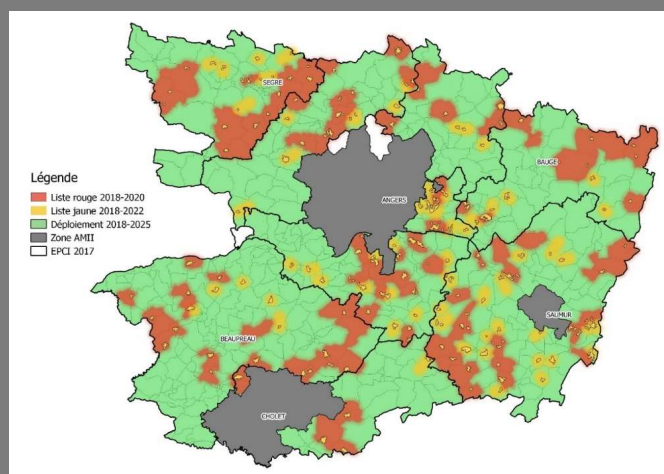 SEGRE
BAUGE
Légende
Liste rouge 2018-2020
Liste jaune 2018-2022
Déploiement 2018-2025
Zone AMII
EPCI 2017
ANGERS
SAUMUR
BEAUPREAU
CHOLET